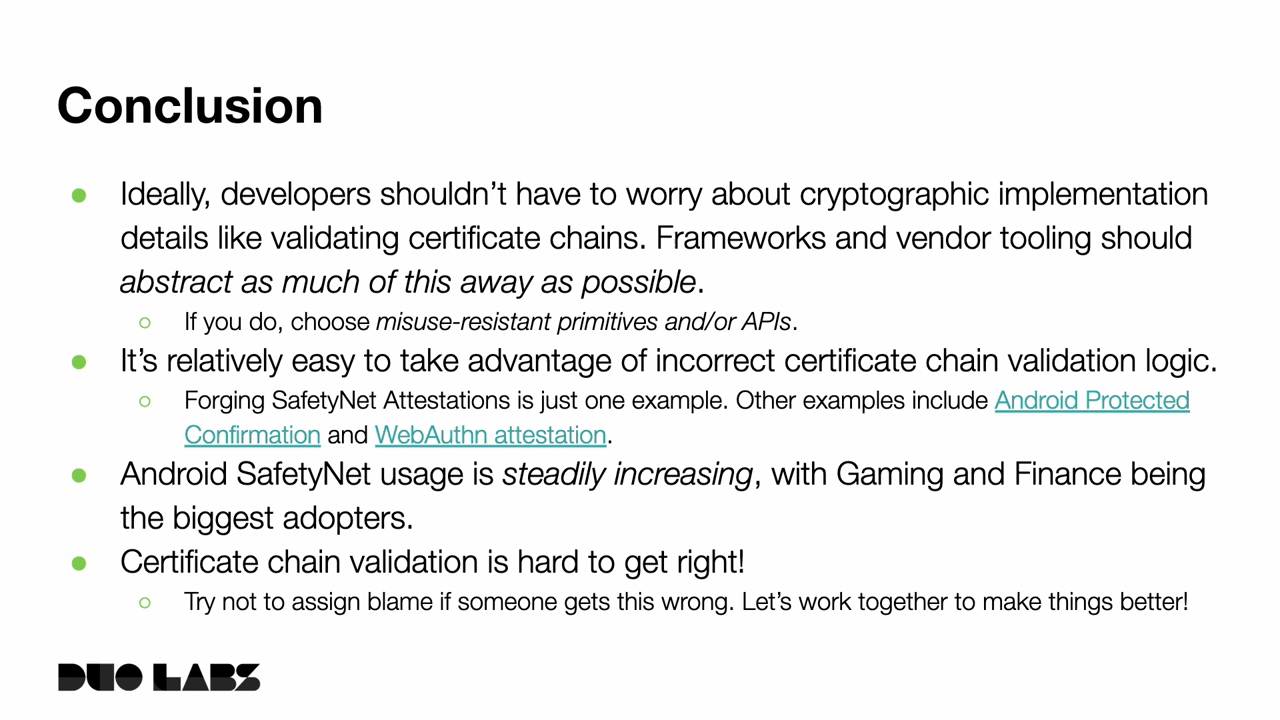 Conclusion
● Ideally, developers shouldn’t have to worry about cryptographic implementation
details like validating certificate chains. Frameworks and vendor tooling should
abstract as much of this away as possible.
○ If you do, choose misuse-resistant primitives and/or APIs.
● It’s relatively easy to take advantage of incorrect certificate chain validation logic.
○ Forging SafetyNet Attestations is just one example. Other examples include Android Protected
Confirmation and WebAuthn attestation.
● Android SafetyNet usage is steadily increasing, with Gaming and Finance being
the biggest adopters.
● Certificate chain validation is hard to get right!
○ Try not to assign blame if someone gets this wrong. Let’s work together to make things better!
DUO LABS